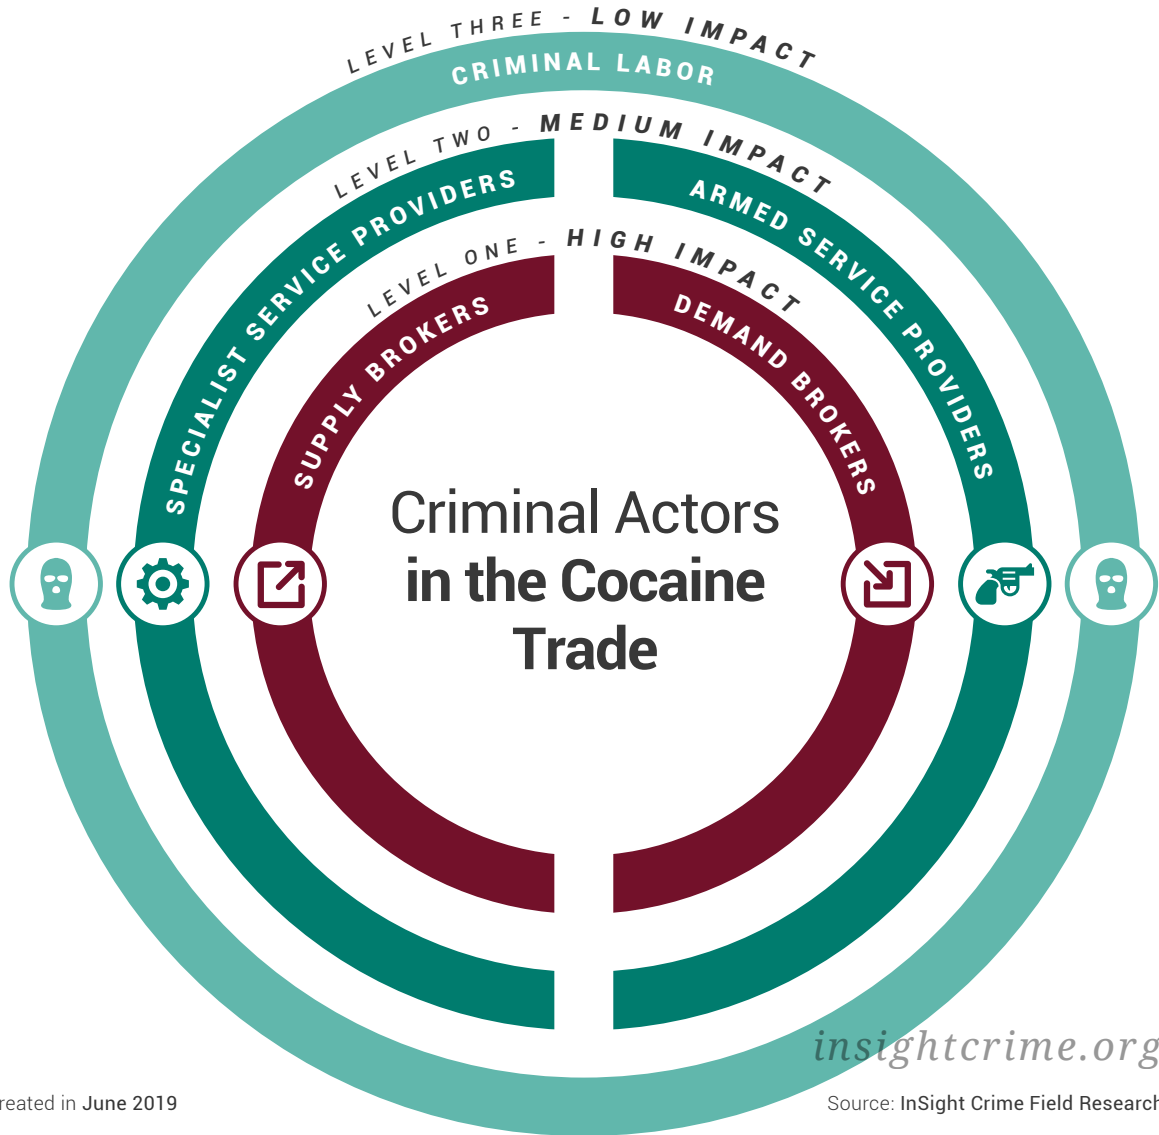 LEVEL THREE - LOW IMPACT
CRIMINAL LABOR
LEVEL TWO - MEDIUM IMPACT
SPECIALIST SERVICE PROVIDERS
ARMED SERVICE PROVIDERS
LEVEL ONE - HIGH IMPACT
SUPPLY BROKERS
DEMAND BROKERS
Criminal Actors
in the Cocaine
Trade
insightcrime.org
reated in June 2019
Source: InSight Crime Field Research